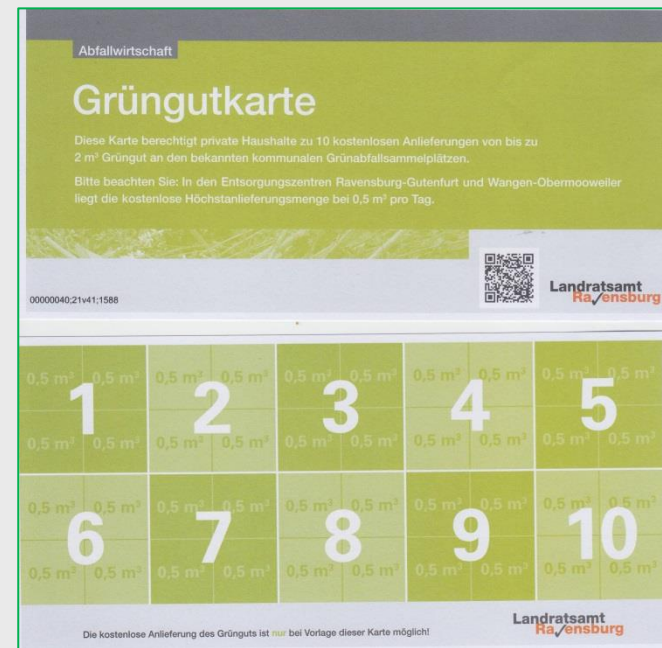 Abfallwirtschaft
Grüngutkarte
Diese Karte berechtigt private Haushalte zu 10 kostenlosen Anlieferungen von bis zu
2 m³ Grüngut an den bekannten kommunalen Grünabfallsammelplätzen.
Bitte beachten Sie: In den Entsorgungszentren Ravensburg-Gutenfurt und Wangen-Obermooweiler
liegt die kostenlose Höchstanlieferungsmenge bei 0,5 m³ pro Tag.
00000040;21v41;1588
Landratsamt
Ravensburg
0,5 m³ 0,5 m³ 0,5 m³ 0,5 m³ 0,5 m³ 0,5 m³ 0,5 m³ 0,5 m³ 0,5 m³ 0,5 m³
1 2 3 4 5
0,5 m³ 0,5 m³ 0,5 m³ 0,5 m³ 0,5 m³ 0,5 m³ 0,5 m³ 0,5 m³ 0,5 m³ 0,5 m³
0,5 m³ 0,5 m³ 0,5 m³ 0,5 m³ 0,5 m³ 0,5 m³ 0,5 m³ 0,5 m³ 0,5 m³ 0,5 m³
6 7 8 9 10
0,5 m³ 0,5 m³ 0,5 m³ 0,5 m³ 0,5 m³ 0,5 m³ 0,5 m³ 0,5 m³ 0,5 m³ 0,5 m³
Die kostenlose Anlieferung des Grünguts ist nur bei Vorlage dieser Karte möglich!
Landratsamt
Ravensburg